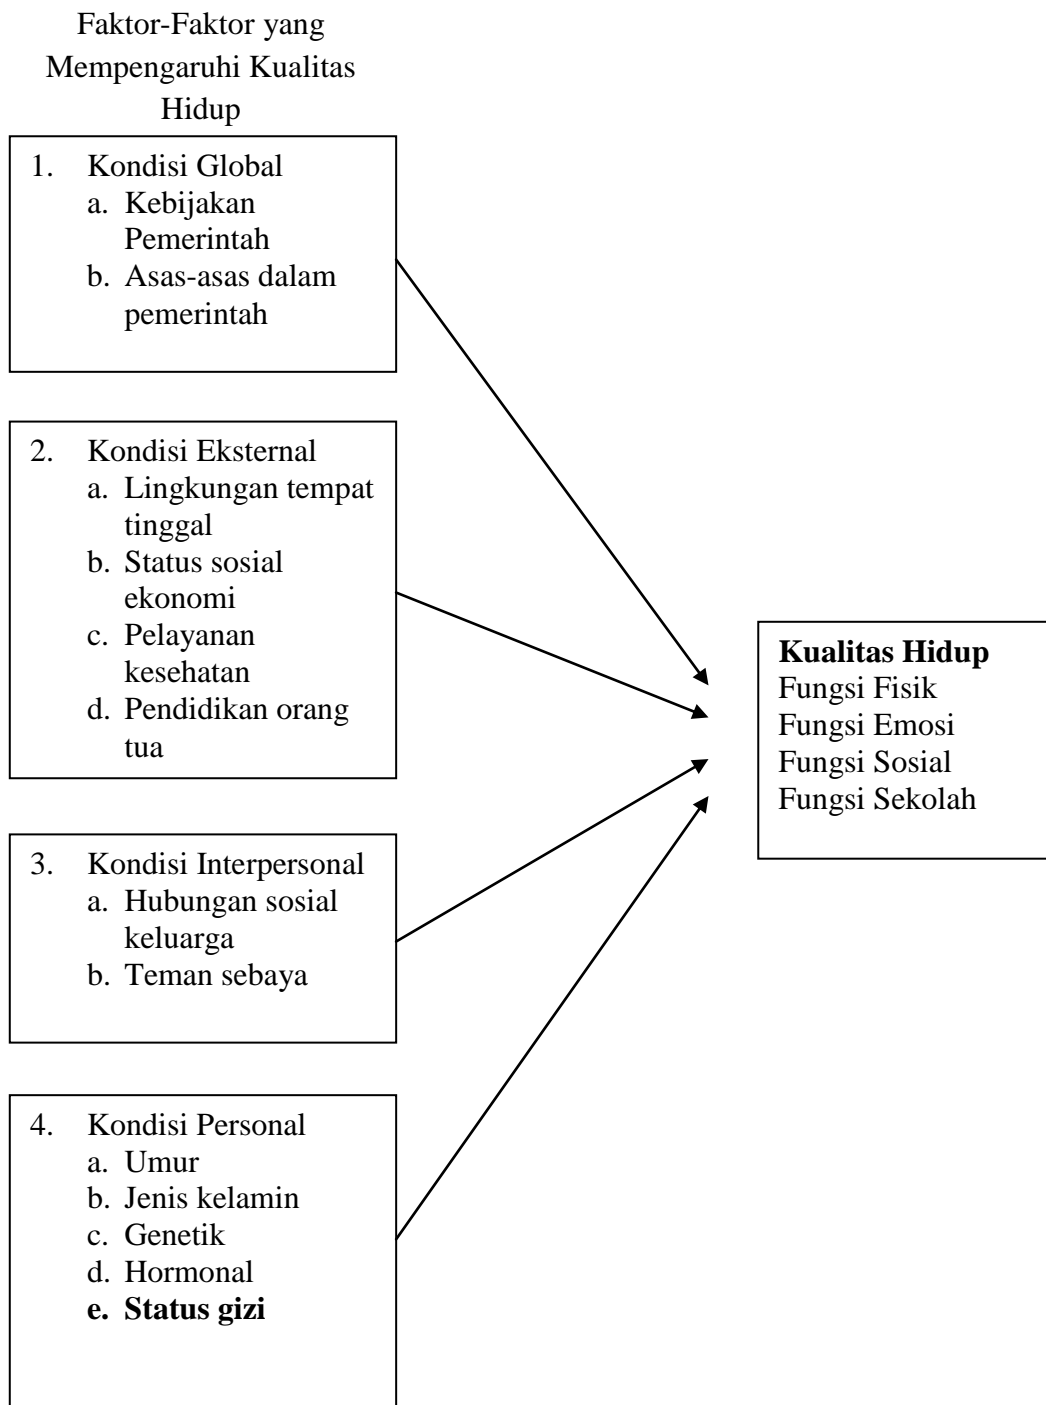 Faktor-Faktor yang
Mempengaruhi Kualitas
Hidup
1. Kondisi Global
a. Kebijakan
Pemerintah
b. Asas-asas dalam
pemerintah
2. Kondisi Eksternal
a. Lingkungan tempat
tinggal
b. Status sosial
ekonomi
c. Pelayanan
kesehatan
d. Pendidikan orang
tua
3. Kondisi Interpersonal
a. Hubungan sosial
keluarga
b. Teman sebaya
4. Kondisi Personal
a. Umur
b. Jenis kelamin
c. Genetik
d. Hormonal
e. Status gizi
Kualitas Hidup
Fungsi Fisik
Fungsi Emosi
Fungsi Sosial
Fungsi Sekolah